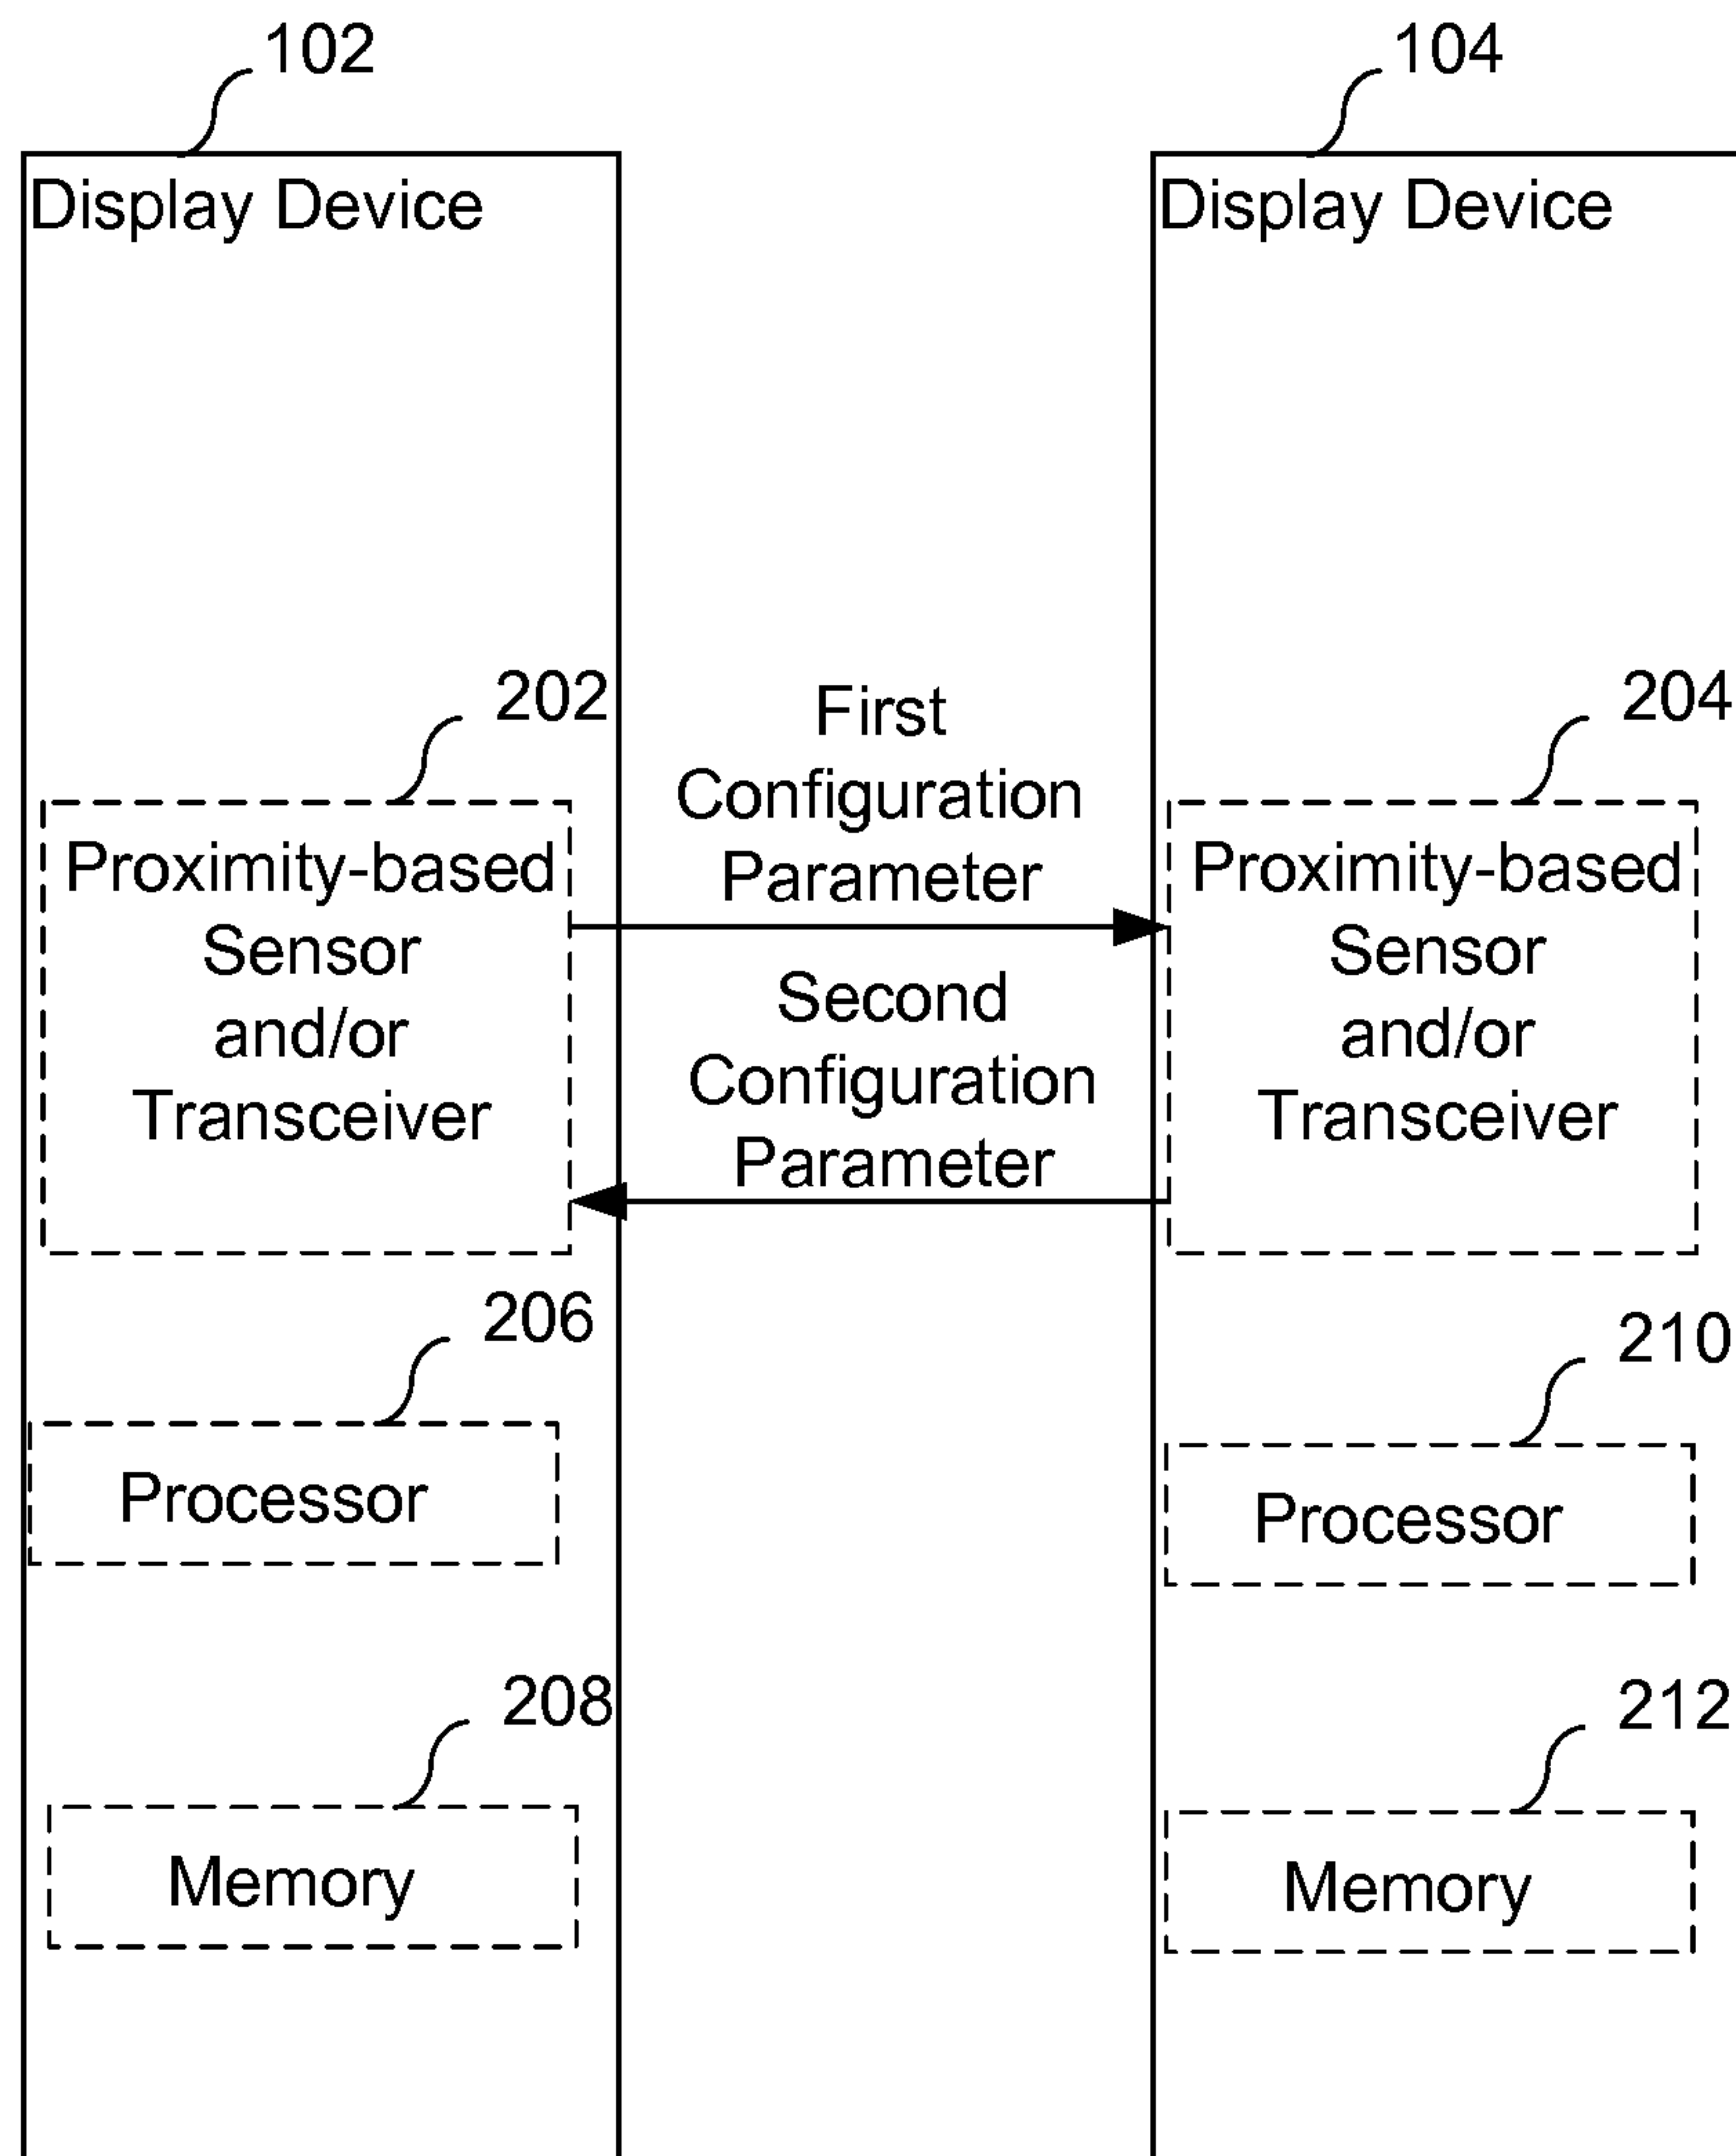 102
104
Display Device
Display Device
202
204
First
Configuration
Parameter
Proximity-based
Sensor
and/or
Transceiver
Proximity-based
Sensor
and/or
Transceiver
Second
Configuration
Parameter
206
210
Processor
Processor
208
212
Memory
Memory